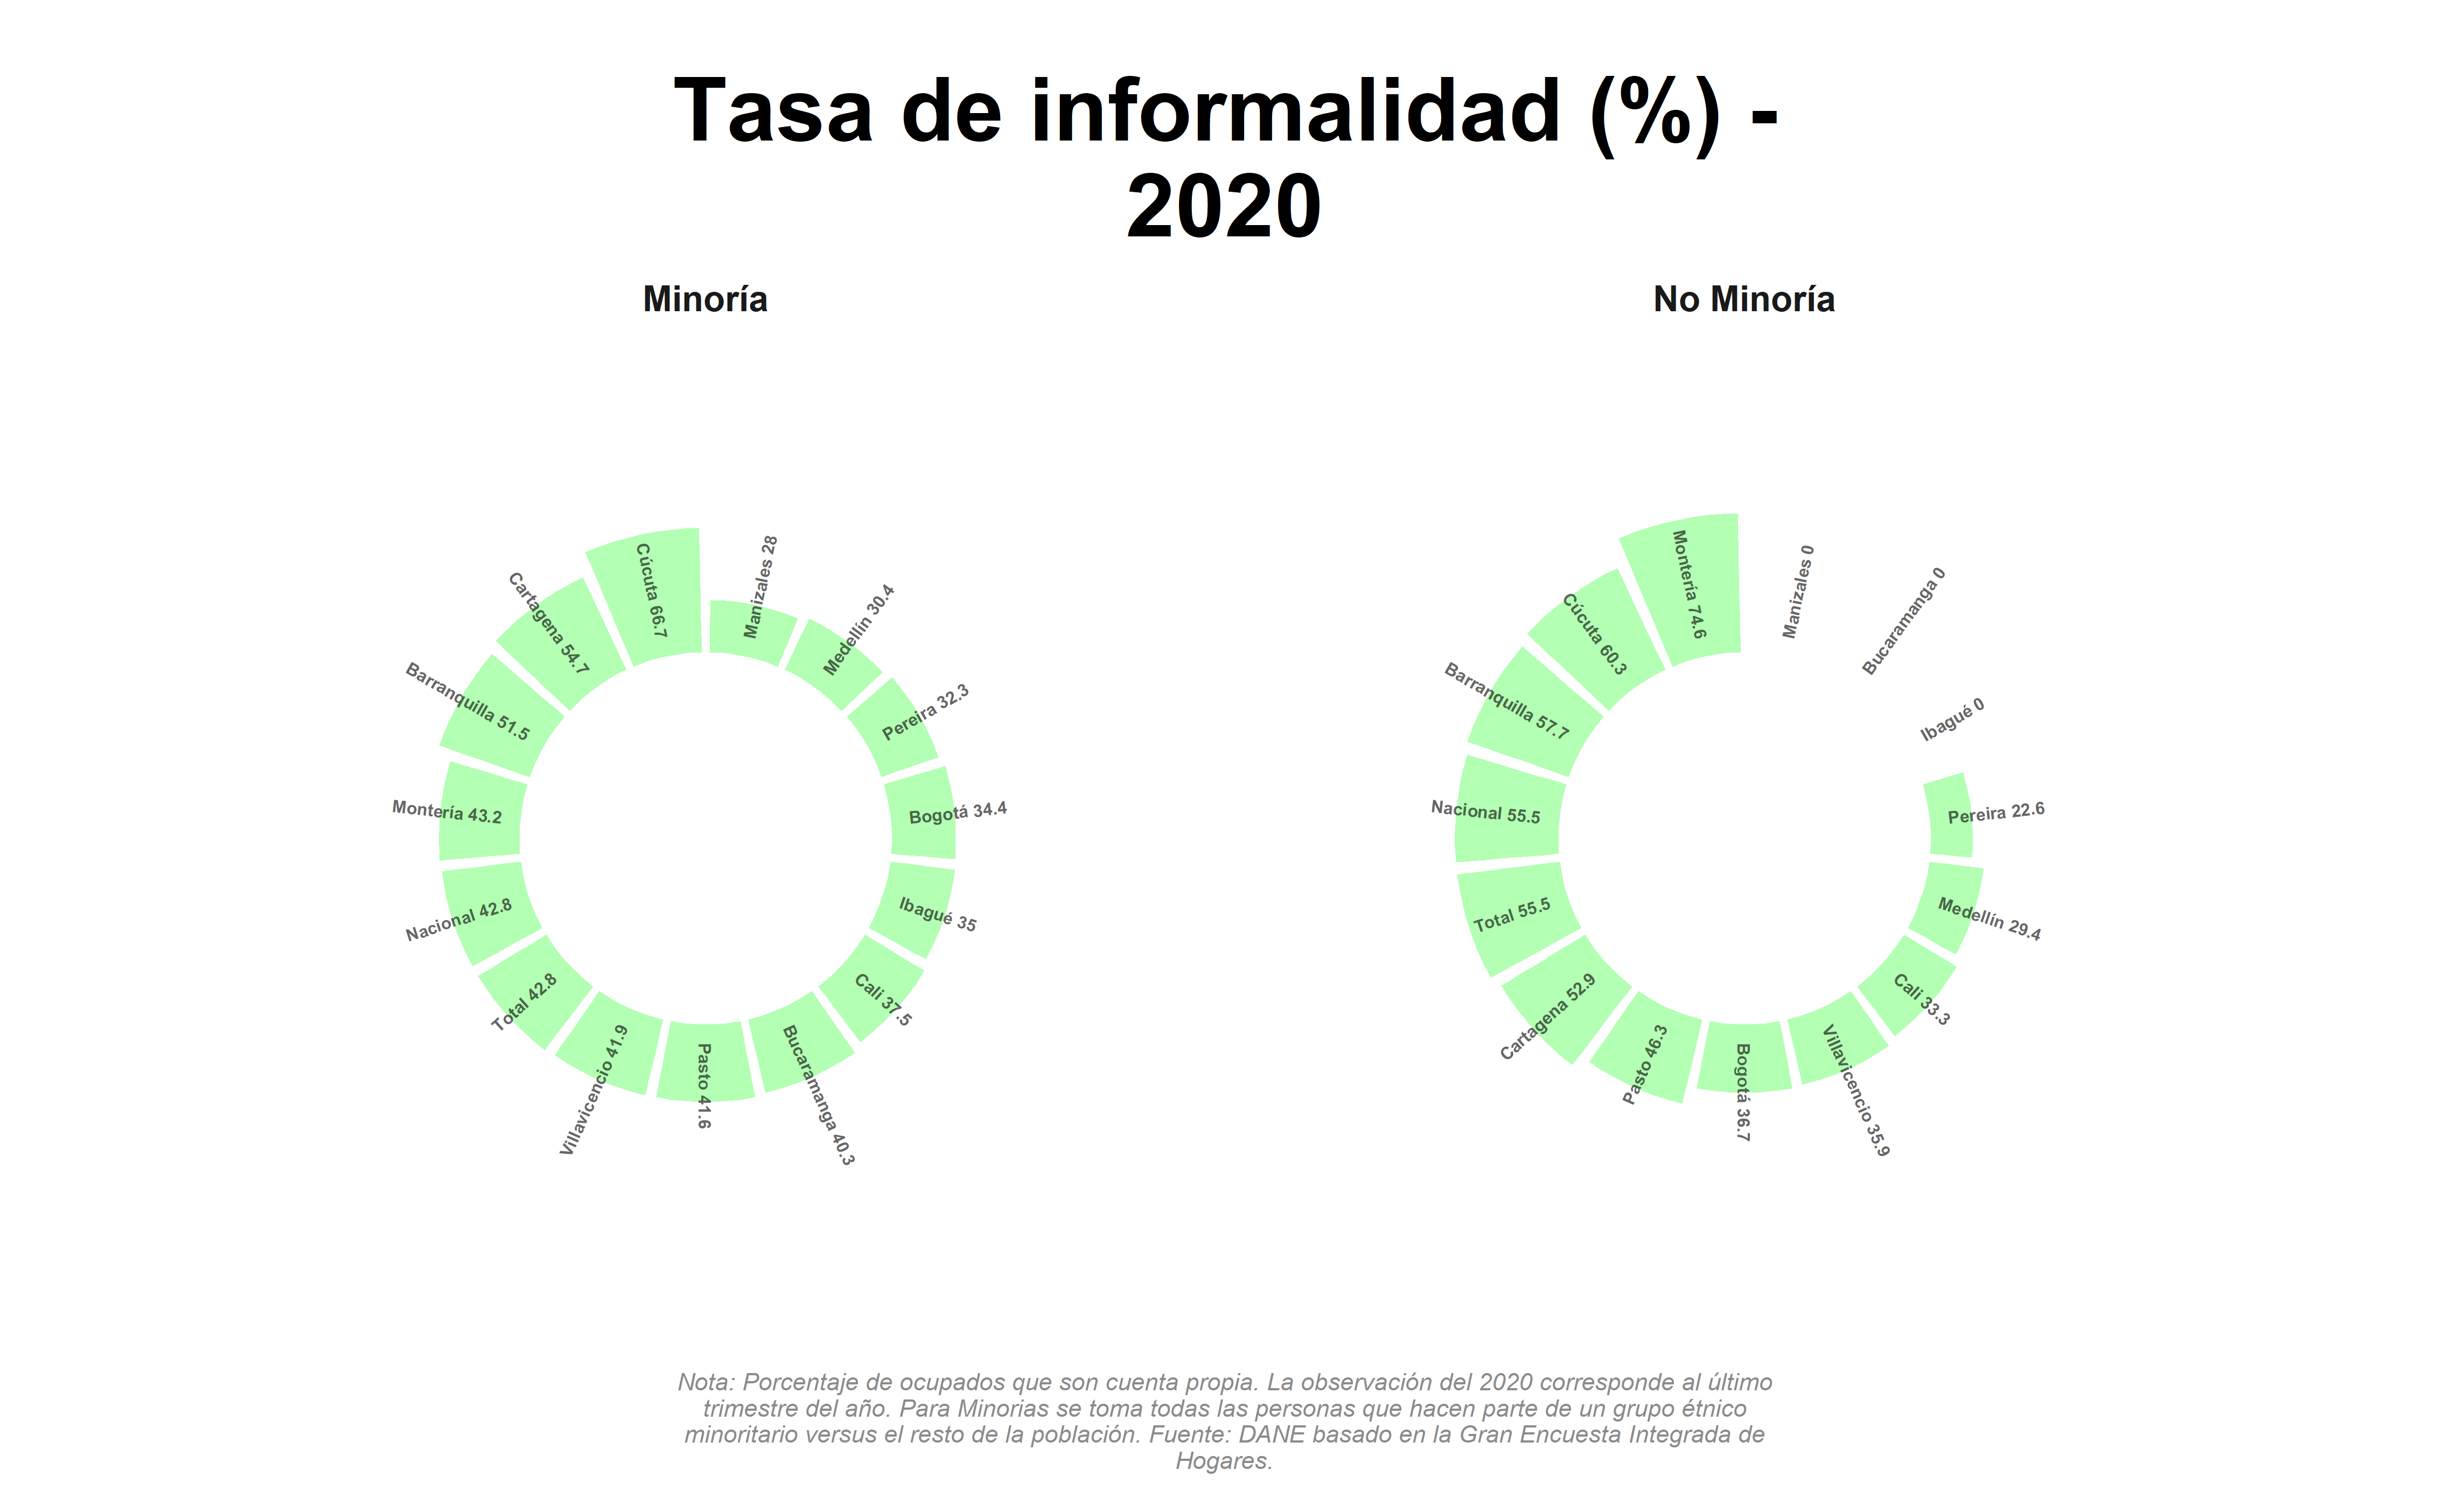 Tasa de informalidad (%) -
2020
Minoría
Manizales 28
Medellín 30.4
Pereira 32.3
Bogotá 34.4
Ibagué 35
Cali 37.5
Bucaramanga 40.3
Pasto 41.6
Villavicencio 41.9
Total 42.8
Nacional 42.8
Montería 43.2
Barranquilla 51.5
Cartagena 54.7
Cúcuta 66.7
No Minoría
Manizales 0
Bucaramanga 0
Ibagué 0
Pereira 22.6
Medellín 29.4
Cali 33.3
Villavicencio 35.9
Bogotá 36.7
Pasto 46.3
Cartagena 52.9
Total 55.5
Nacional 55.5
Barranquilla 57.7
Cúcuta 60.3
Montería 74.6
Nota: Porcentaje de ocupados que son cuenta propia. La observación del 2020 corresponde al último
trimestre del año. Para Minorias se toma todas las personas que hacen parte de un grupo étnico
minoritario versus el resto de la población. Fuente: DANE basado en la Gran Encuesta Integrada de
Hogares.